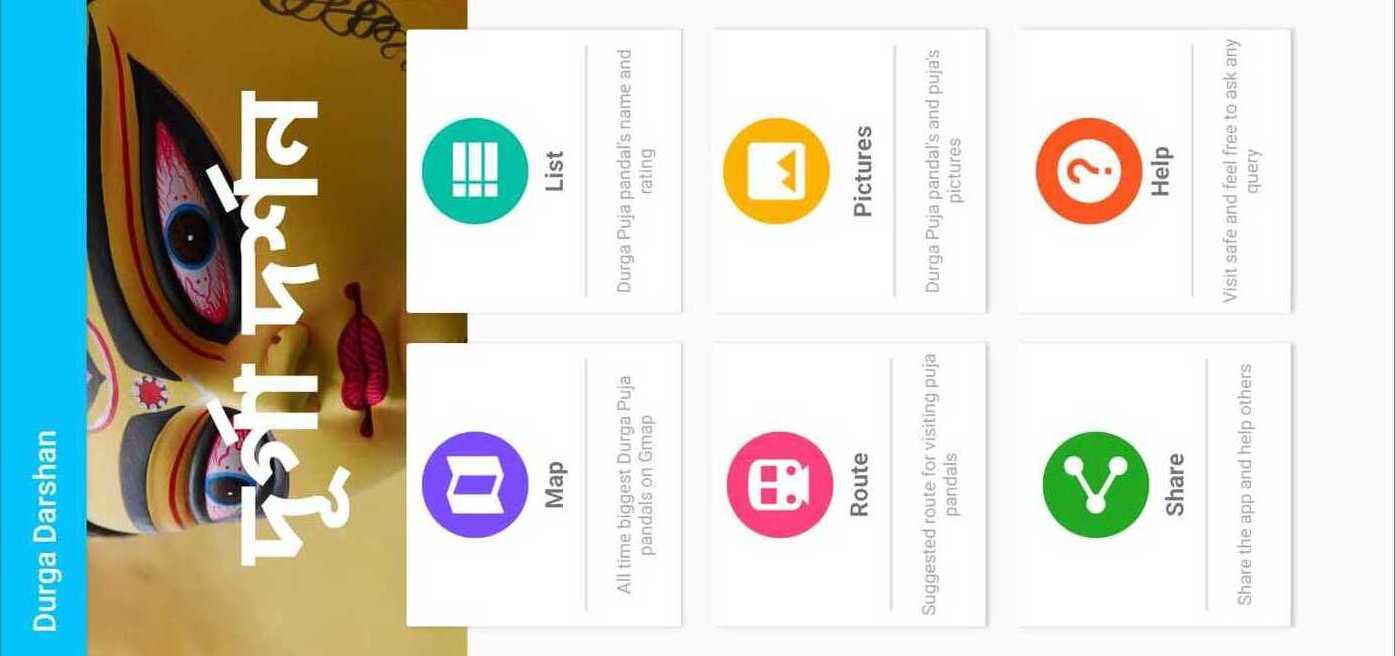 Durga Darshan
দূর্গা দর্পন
Map
All time biggest Durga Puja
pandals on Gmap
List
Durga Puja pandal's name and
rating
Route
Suggested route for visiting puja
pandals
Pictures
Durga Puja pandal's and puja's
pictures
Share
Share the app and help others
Help
Visit safe and feel free to ask any
query